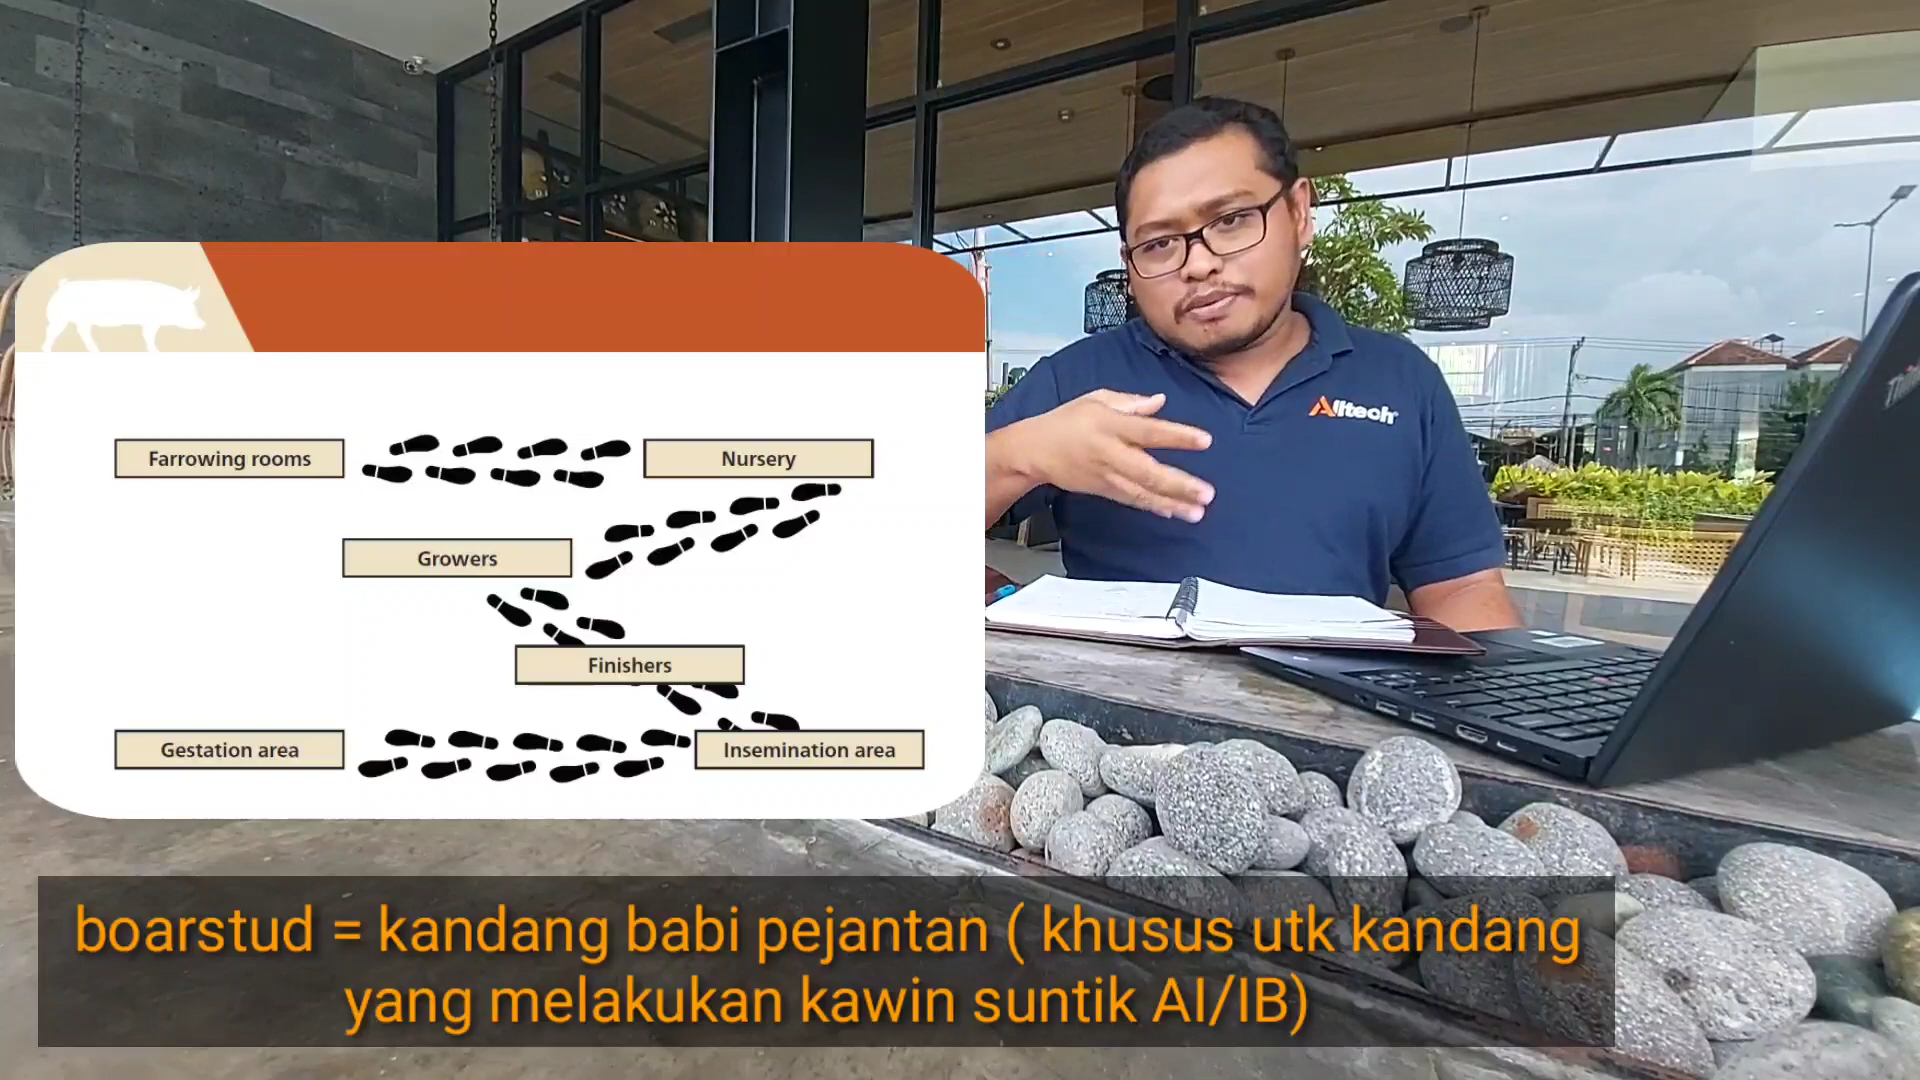 Farrowing rooms
Nursery
Growers
Finishers
Gestation area
Insemination area
Alltech
boarstud = kandang babi pejantan ( khusus utk kandang
yang melakukan kawin suntik AI/IB)